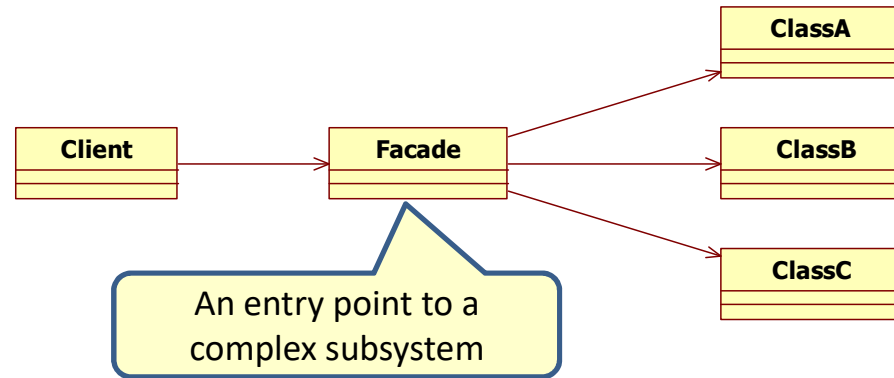 ClassA
Client
Facade
ClassB
ClassC
An entry point to a
complex subsystem